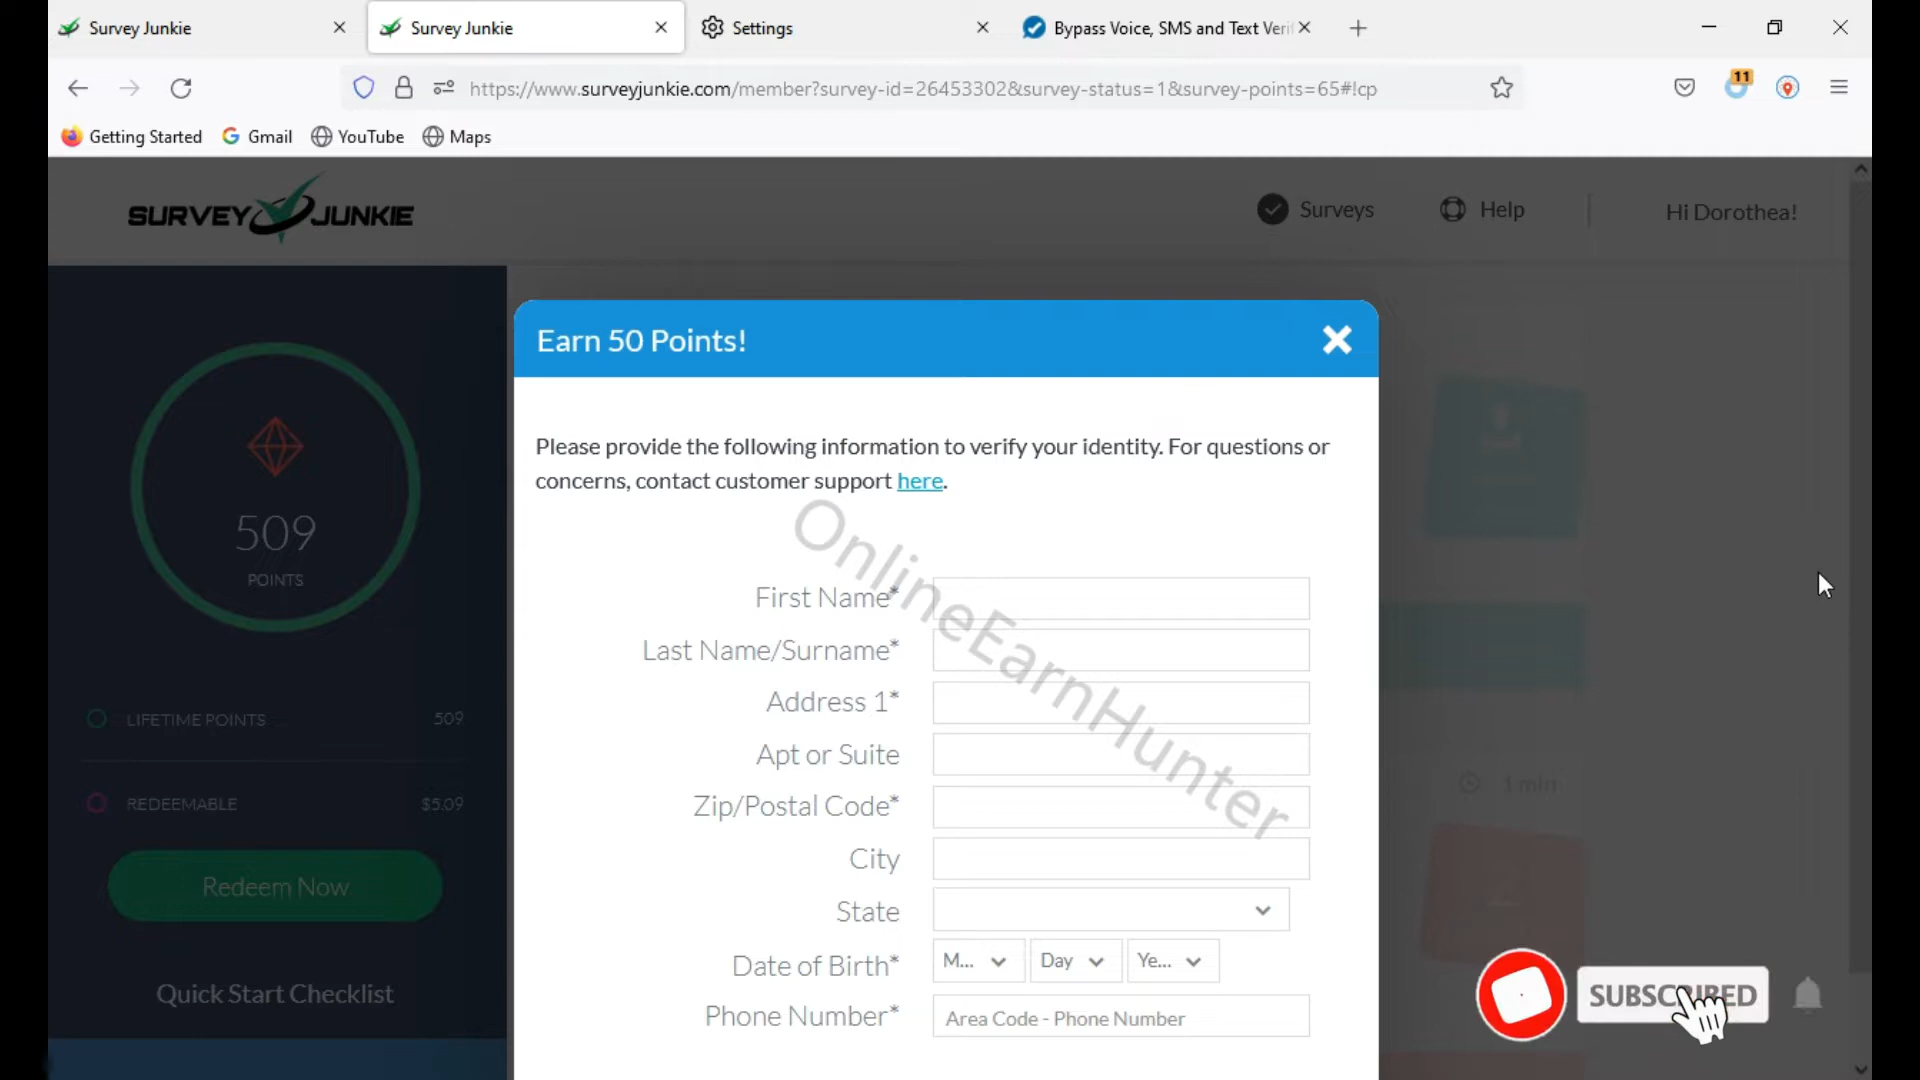 Survey Junkie
Survey Junkie
Settings
Bypass Voice, SMS and Text Veri
https://www.surveyjunkie.com/member?survey-id=26453302&survey-status=1&survey-points=65#!cp
11
Getting Started
Gmail
YouTube
Maps
SURVEY JUNKIE
Surveys
Help
Hi Dorothea!
Earn 50 Points!
Please provide the following information to verify your identity. For questions or
concerns, contact customer support here.
509
POINTS
LIFETIME POINTS 509
REDEEMABLE $5.09
Redeem Now
Quick Start Checklist
First Name*
Last Name/Surname*
Address 1*
Apt or Suite
Zip/Postal Code*
City
State
Date of Birth* M... Day Ye...
Phone Number* Area Code - Phone Number
OnlineEarnHunter
1 min
SUBSCRIBED